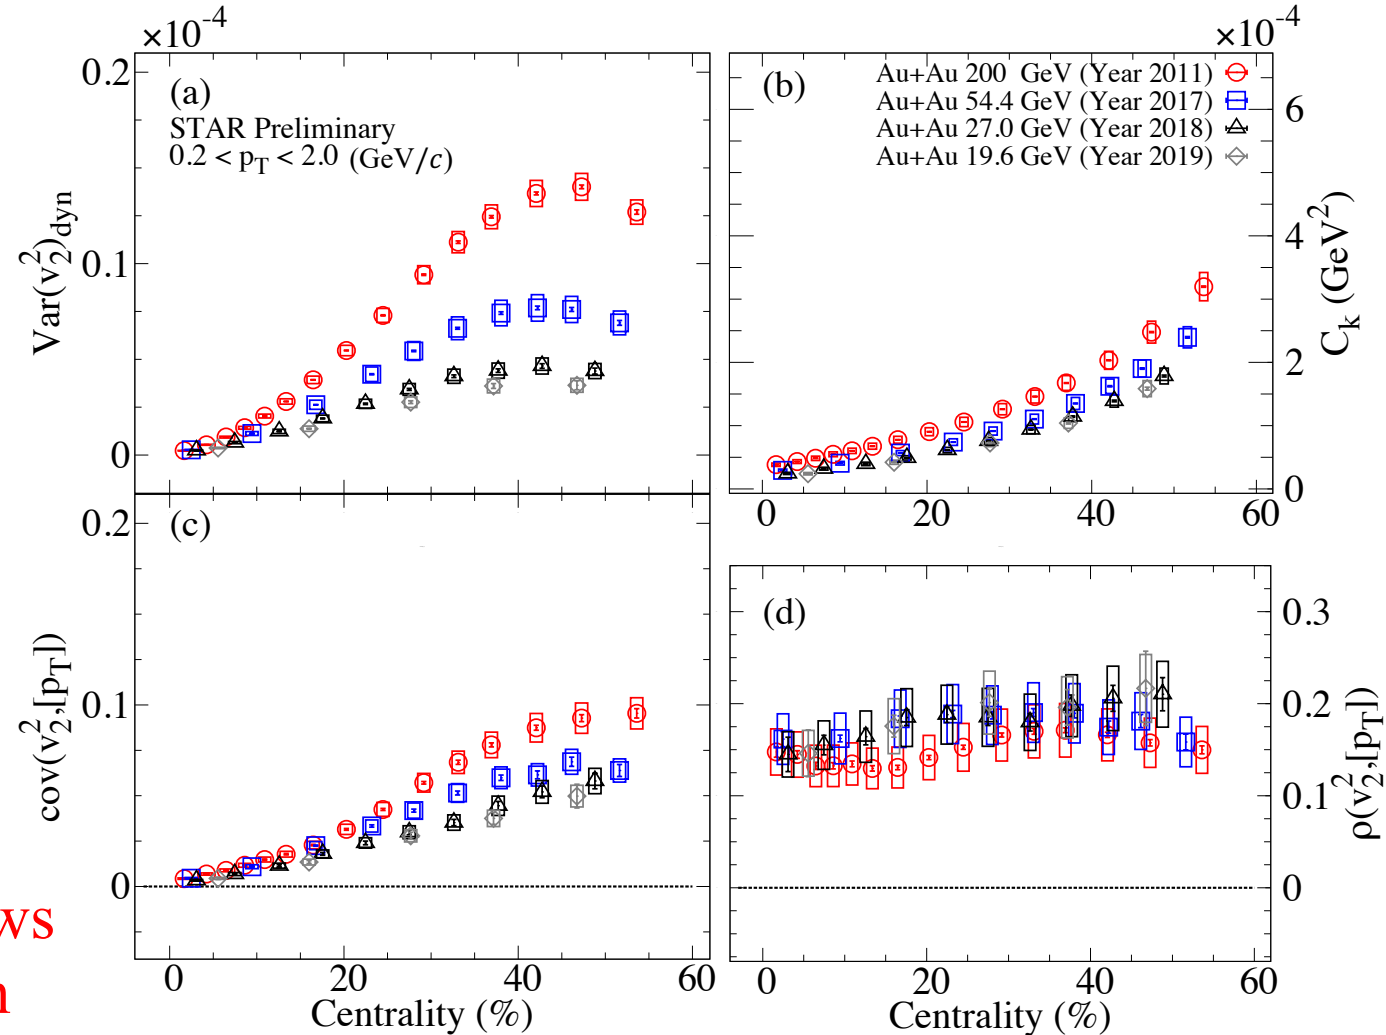 ×10⁻⁴
×10⁻⁴
0.2
(a)
STAR Preliminary
0.2 < p_T < 2.0 (GeV/c)
Var(v₂²)_dyn
0.1
0
(b)
Au+Au 200 GeV (Year 2011)
Au+Au 54.4 GeV (Year 2017)
Au+Au 27.0 GeV (Year 2018)
Au+Au 19.6 GeV (Year 2019)
6
4
C_k (GeV²)
2
0
0 20 40 60
(c)
0.2
cov(v₂²,[p_T])
0.1
0
0 20 40 60
Centrality (%)
(d)
0.3
0.2
ρ(v₂²,[p_T])
0.1
0
0 20 40 60
Centrality (%)
ws